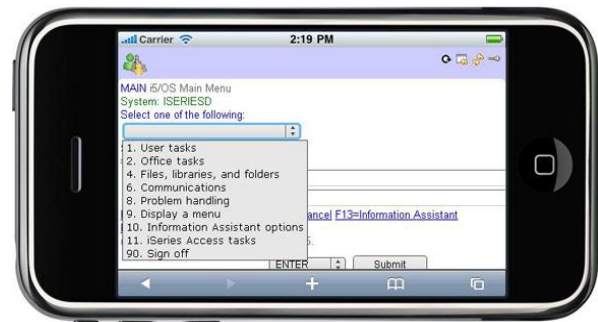 Carrier 2:19 PM
MAIN i5/OS Main Menu
System: ISERIESD
Select one of the following:
1. User tasks
2. Office tasks
4. Files, libraries, and folders
6. Communications
8. Problem handling
9. Display a menu
ancel F13=Information Assistant
10. Information Assistant options
11. iSeries Access tasks
90. Sign off
ENTER Submit